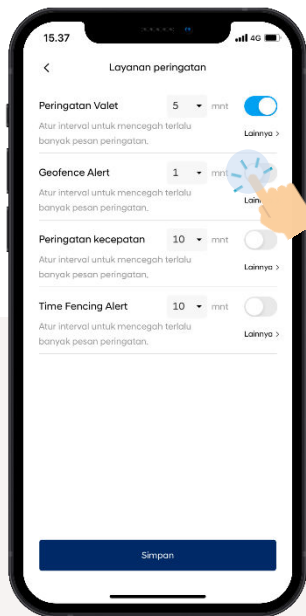 15.37
4G
Layanan peringatan
Peringatan Valet 5 mnt
Atur interval untuk mencegah terlalu
banyak pesan peringatan.
Lainnya >
Geofence Alert 1
Atur interval untuk mencegah terlalu
banyak pesan peringatan.
Peringatan kecepatan 10 mnt
Atur interval untuk mencegah terlalu
banyak pesan peringatan.
Lainnya >
Time Fencing Alert 10 mnt
Atur interval untuk mencegah terlalu
banyak pesan peringatan.
Lainnya >
Simpan